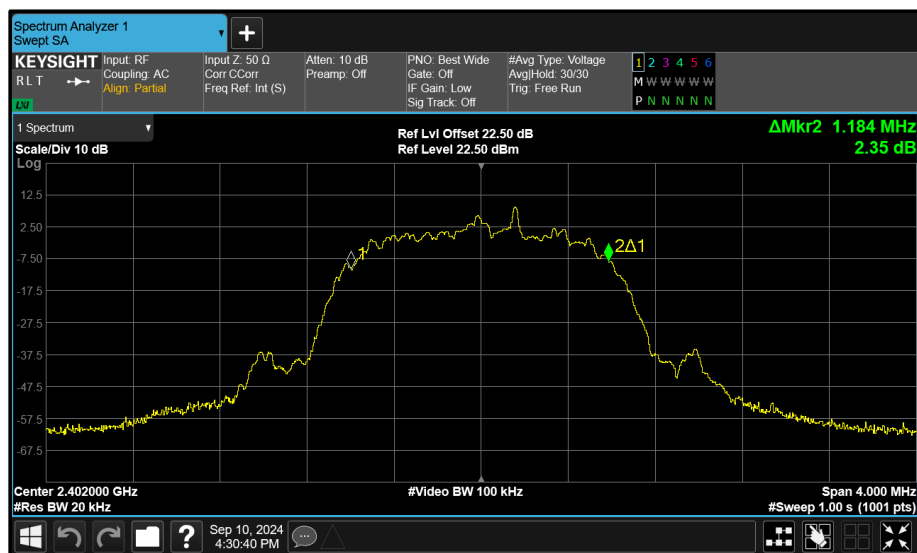 Spectrum Analyzer 1
Swept SA
KEYSIGHT
R L T
LXI
Input: RF
Coupling: AC
Align: Partial
Input Z: 50 Ω
Corr CCorr
Freq Ref: Int (S)
Atten: 10 dB
Preamp: Off
PNO: Best Wide
Gate: Off
IF Gain: Low
Sig Track: Off
#Avg Type: Voltage
Avg|Hold: 30/30
Trig: Free Run
1 2 3 4 5 6
M W W W W W
P N N N N N
1 Spectrum
Scale/Div 10 dB
Log
Ref Lvl Offset 22.50 dB
Ref Level 22.50 dBm
ΔMkr2 1.184 MHz
2.35 dB
12.5
2.50
-7.50
-17.5
-27.5
-37.5
-47.5
-57.5
-67.5
1
2Δ1
Center 2.402000 GHz
#Res BW 20 kHz
#Video BW 100 kHz
Span 4.000 MHz
#Sweep 1.00 s (1001 pts)
?
Sep 10, 2024
4:30:40 PM